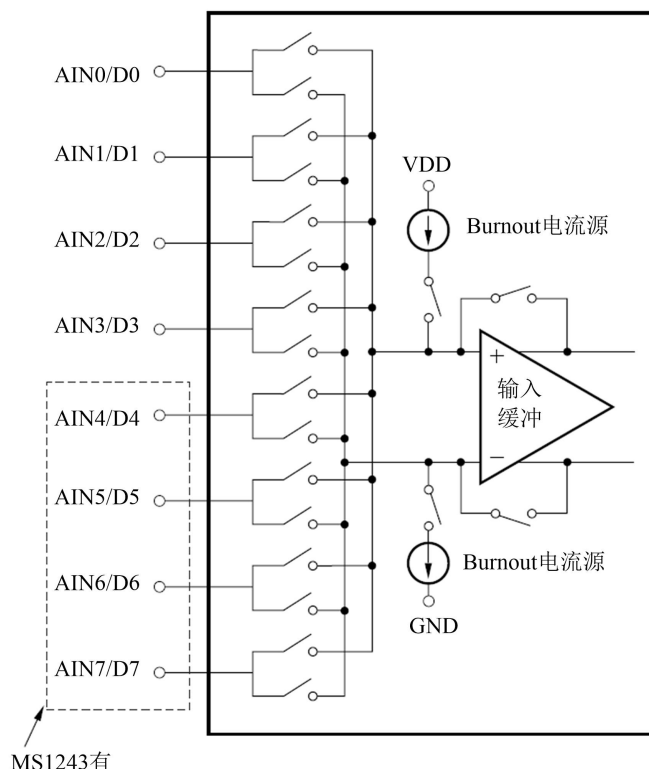 AIN0/D0
AIN1/D1
AIN2/D2
AIN3/D3
AIN4/D4
AIN5/D5
AIN6/D6
AIN7/D7
MS1243有
VDD
Burnout电流源
+
输入
缓冲
−
Burnout电流源
GND